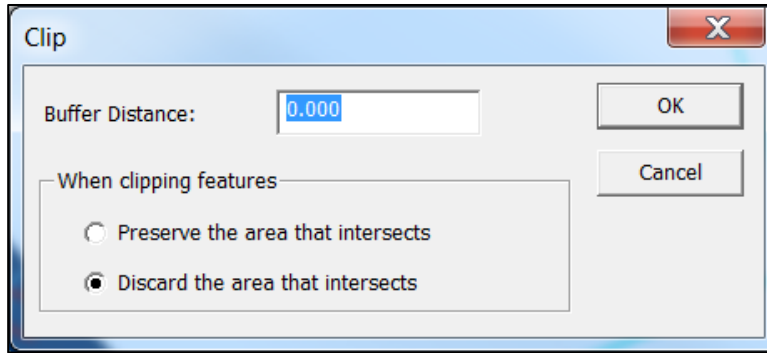 Clip
Buffer Distance: 0.000 OK
Cancel
When clipping features
Preserve the area that intersects
Discard the area that intersects